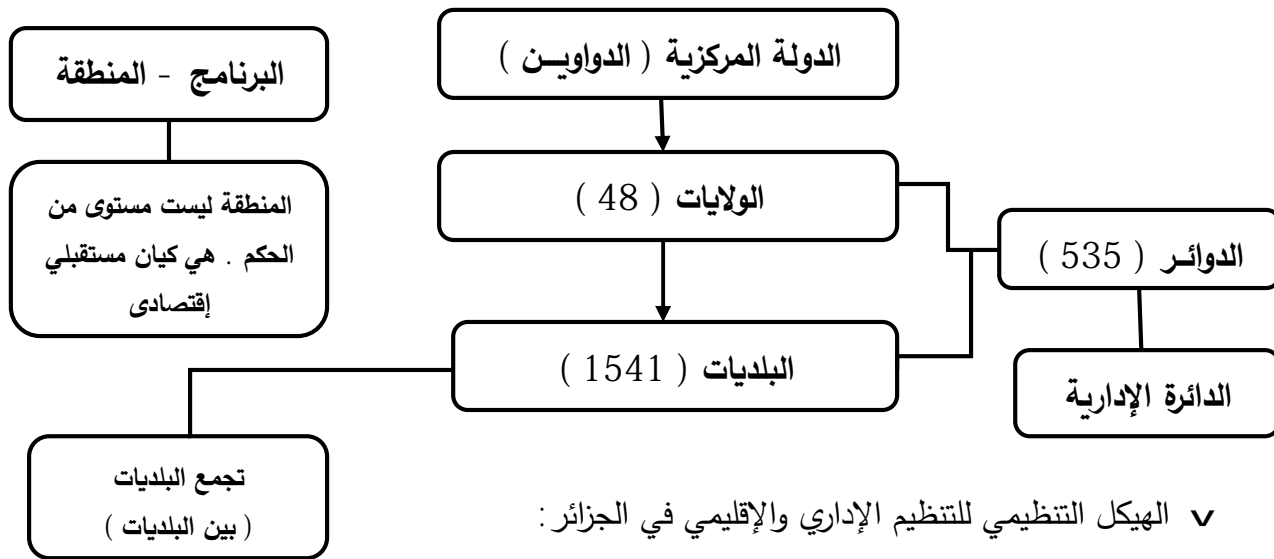 الدولة المركزية ( الدواويــن )
البرنامج - المنطقة
الولايات ( 48 )
المنطقة ليست مستوى من
الحكم . هي كيان مستقبلي
إقتصادى
الدوائــر ( 535 )
البلديات ( 1541 )
الدائرة الإدارية
تجمع البلديات
( بين البلديات )
v الهيكل التنظيمي للتنظيم الإداري والإقليمي في الجزائر :